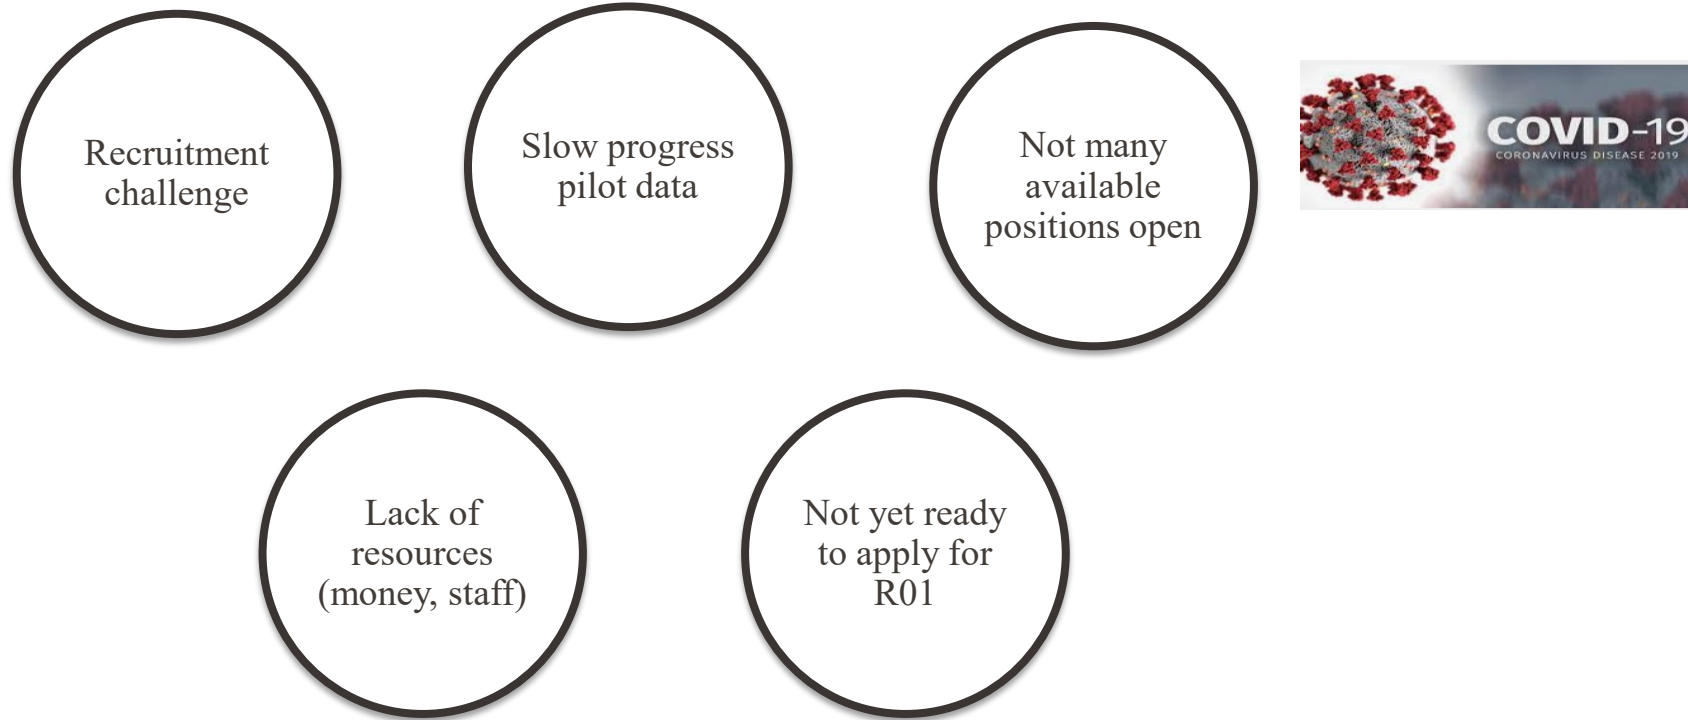 Recruitment
challenge
Slow progress
pilot data
Not many
available
positions open
COVID-19
CORONAVIRUS DISEASE 2019
Lack of
resources
(money, staff)
Not yet ready
to apply for
R01